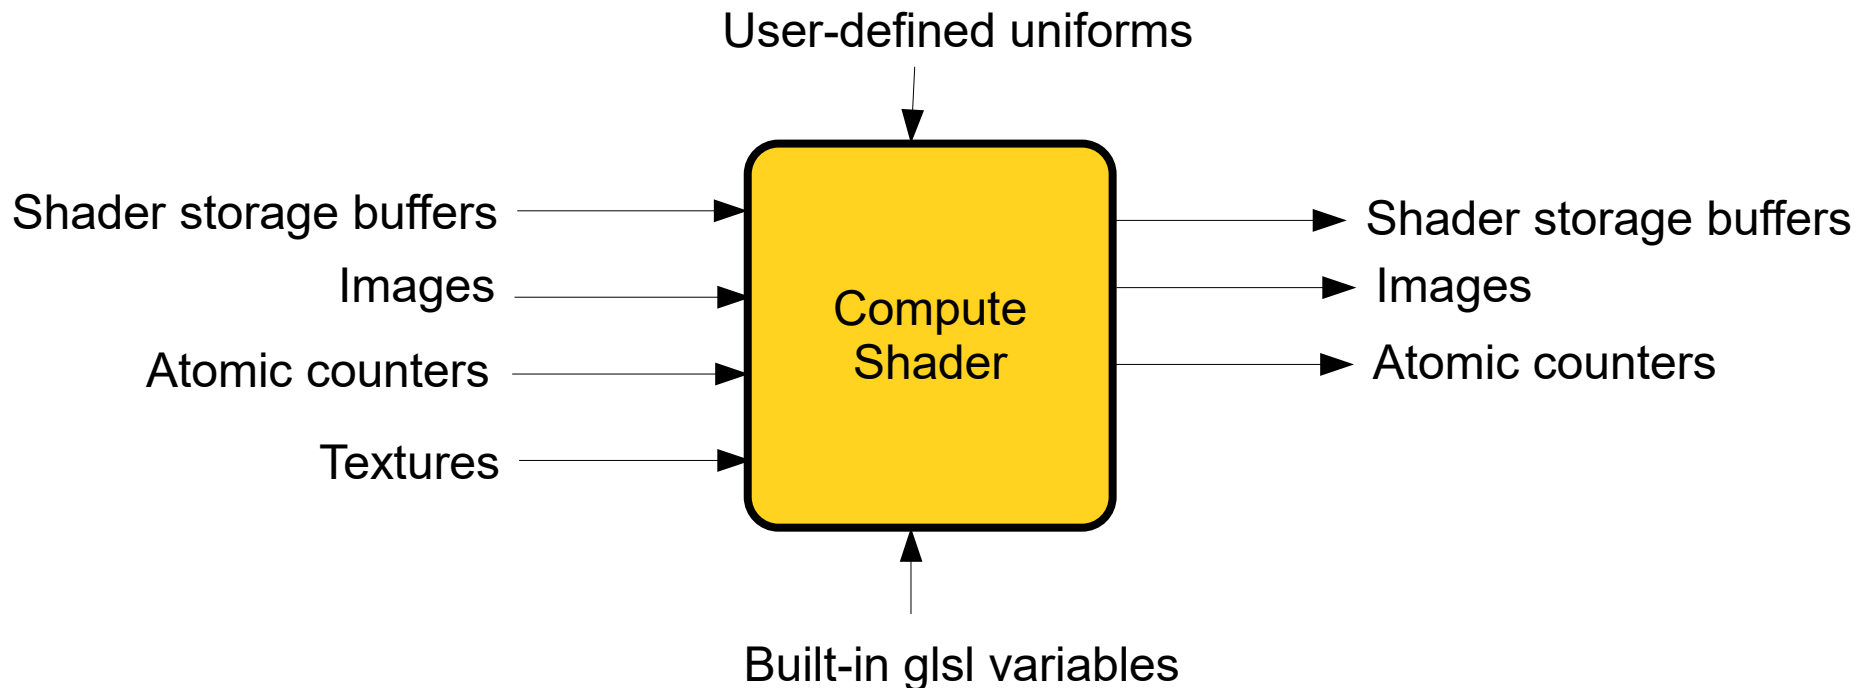 User-defined uniforms
Shader storage buffers
Images
Atomic counters
Textures
Compute
Shader
Shader storage buffers
Images
Atomic counters
Built-in glsl variables